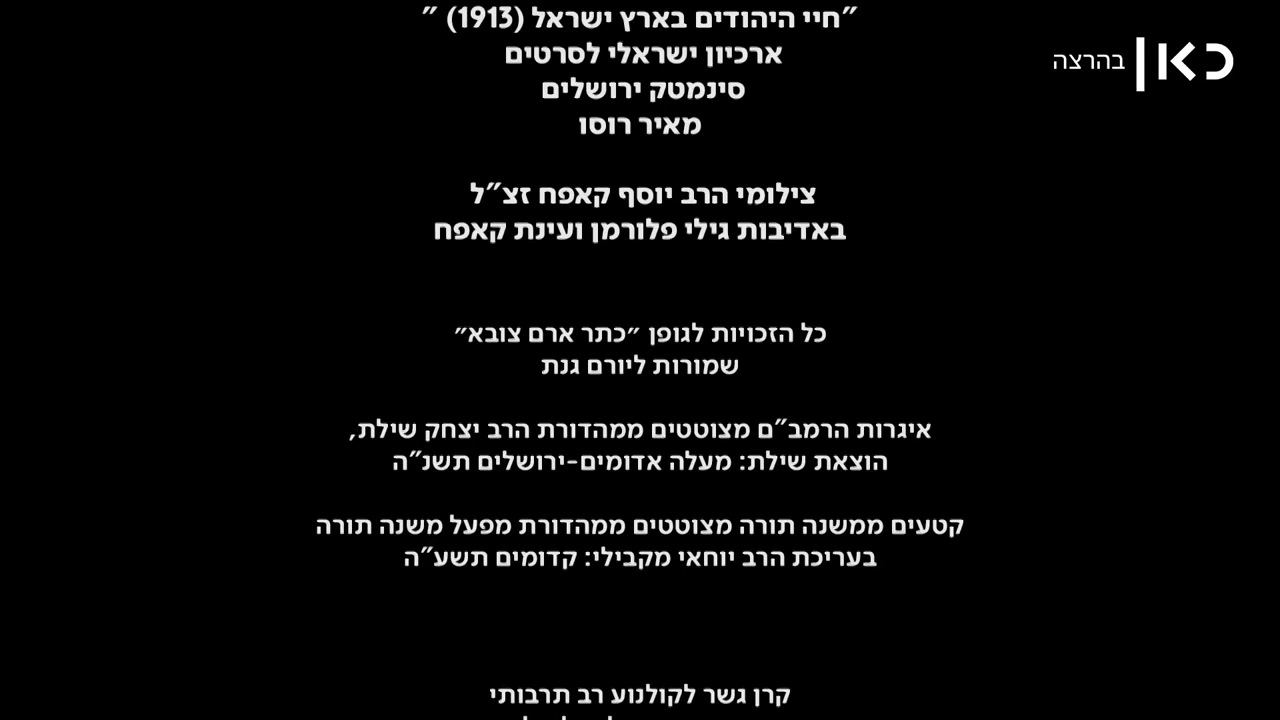 "חיי היהודים בארץ ישראל (1913) "
ארכיון ישראלי לסרטים
סינמטק ירושלים
מאיר רוסו
כאן
בהרצה
צילומי הרב יוסף קאפח זצ"ל
באדיבות גילי פלורמן ועינת קאפח
כל הזכויות לגופן "כתר ארם צובא"
שמורות ליורם גנת
איגרות הרמב"ם מצוטטים ממהדורת הרב יצחק שילת,
הוצאת שילת: מעלה אדומים-ירושלים תשנ"ה
קטעים ממשנה תורה מצוטטים ממהדורת מפעל משנה תורה
בעריכת הרב יוחאי מקבילי: קדומים תשע"ה
קרן גשר לקולנוע רב תרבותי